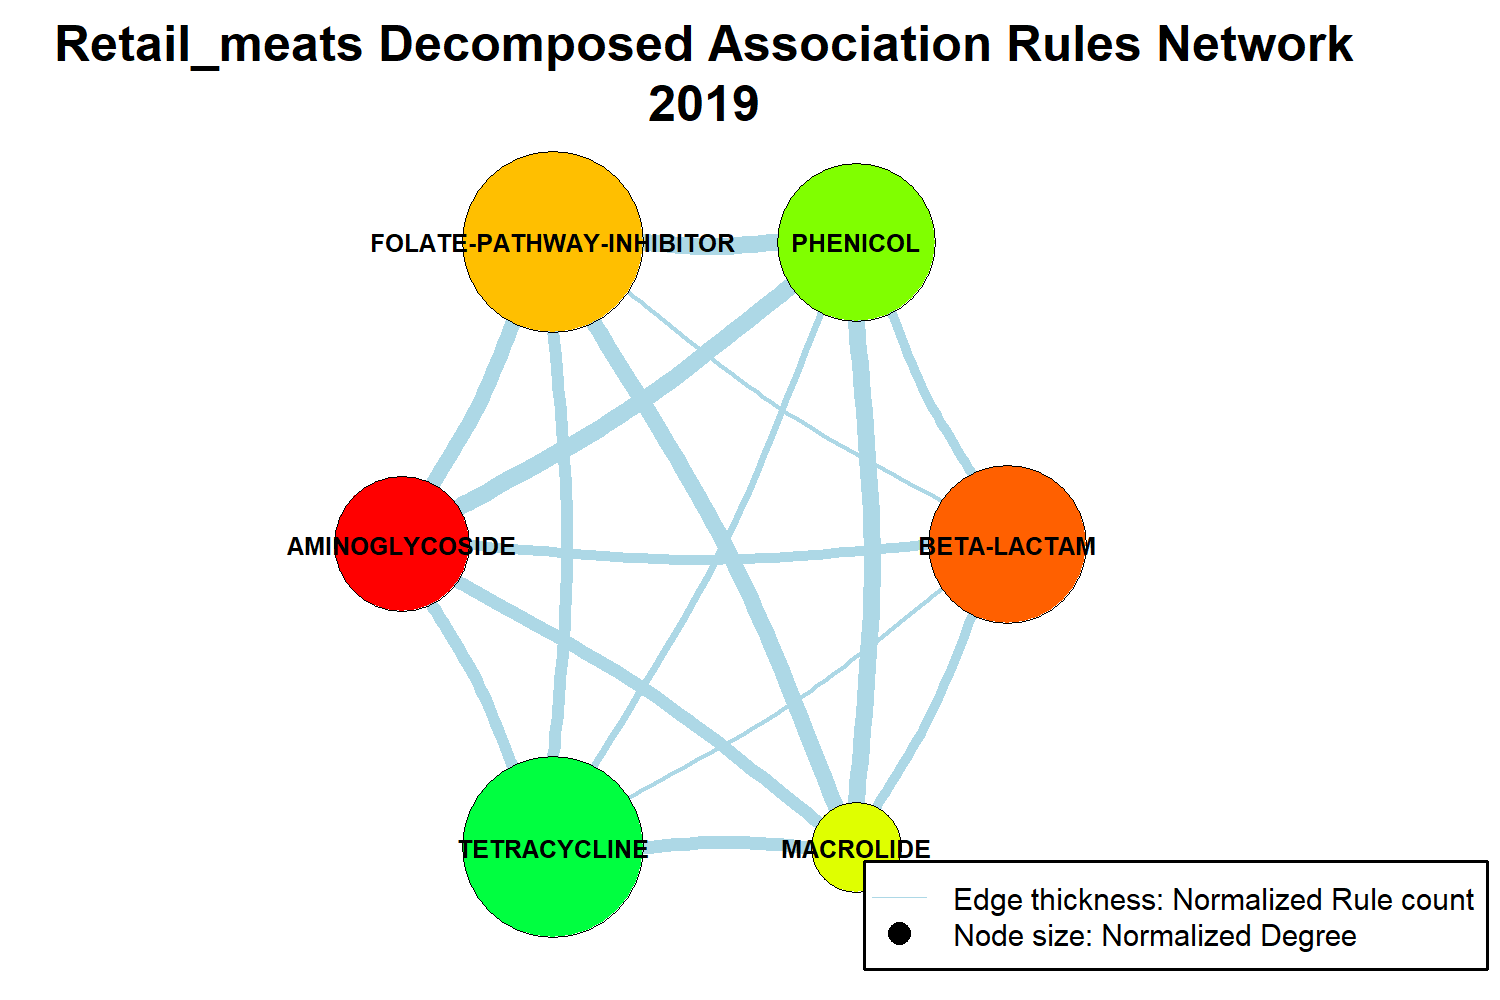 Retail_meats Decomposed Association Rules Network
2019
FOLATE-PATHWAY-INHIBITOR
PHENICOL
AMINOGLYCOSIDE
BETA-LACTAM
TETRACYCLINE
MACROLIDE
Edge thickness: Normalized Rule count
Node size: Normalized Degree